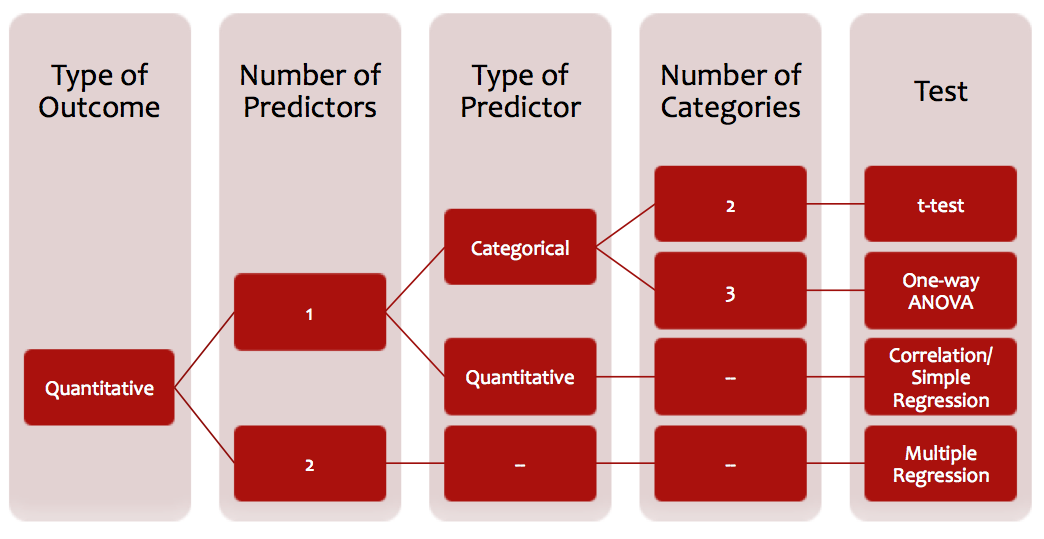 Type of
Outcome
Number of
Predictors
Type of
Predictor
Number of
Categories
Test
Quantitative
1
2
Categorical
Quantitative
–
2
3
–
–
t-test
One-way
ANOVA
Correlation/
Simple
Regression
Multiple
Regression